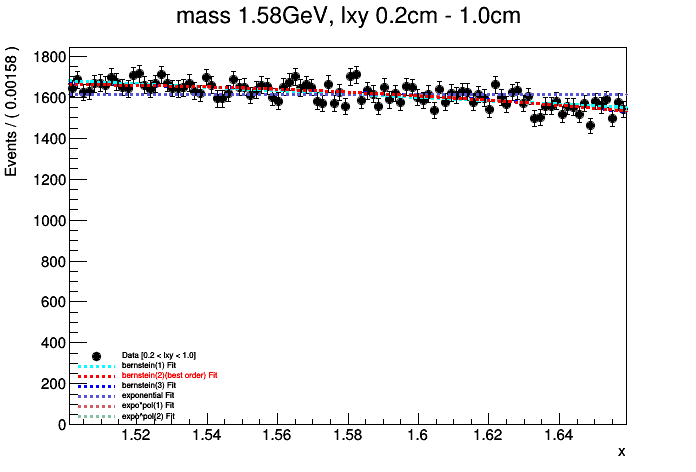 mass 1.58GeV, lxy 0.2cm - 1.0cm
Events / ( 0.00158 )
1800
1600
1400
1200
1000
800
600
400
200
0
Data [0.2 < lxy < 1.0]
bernstein(1) Fit
bernstein(2)(best order) Fit
bernstein(3) Fit
exponential Fit
expo*pol(1) Fit
expo*pol(2) Fit
1.52 1.54 1.56 1.58 1.6 1.62 1.64
x